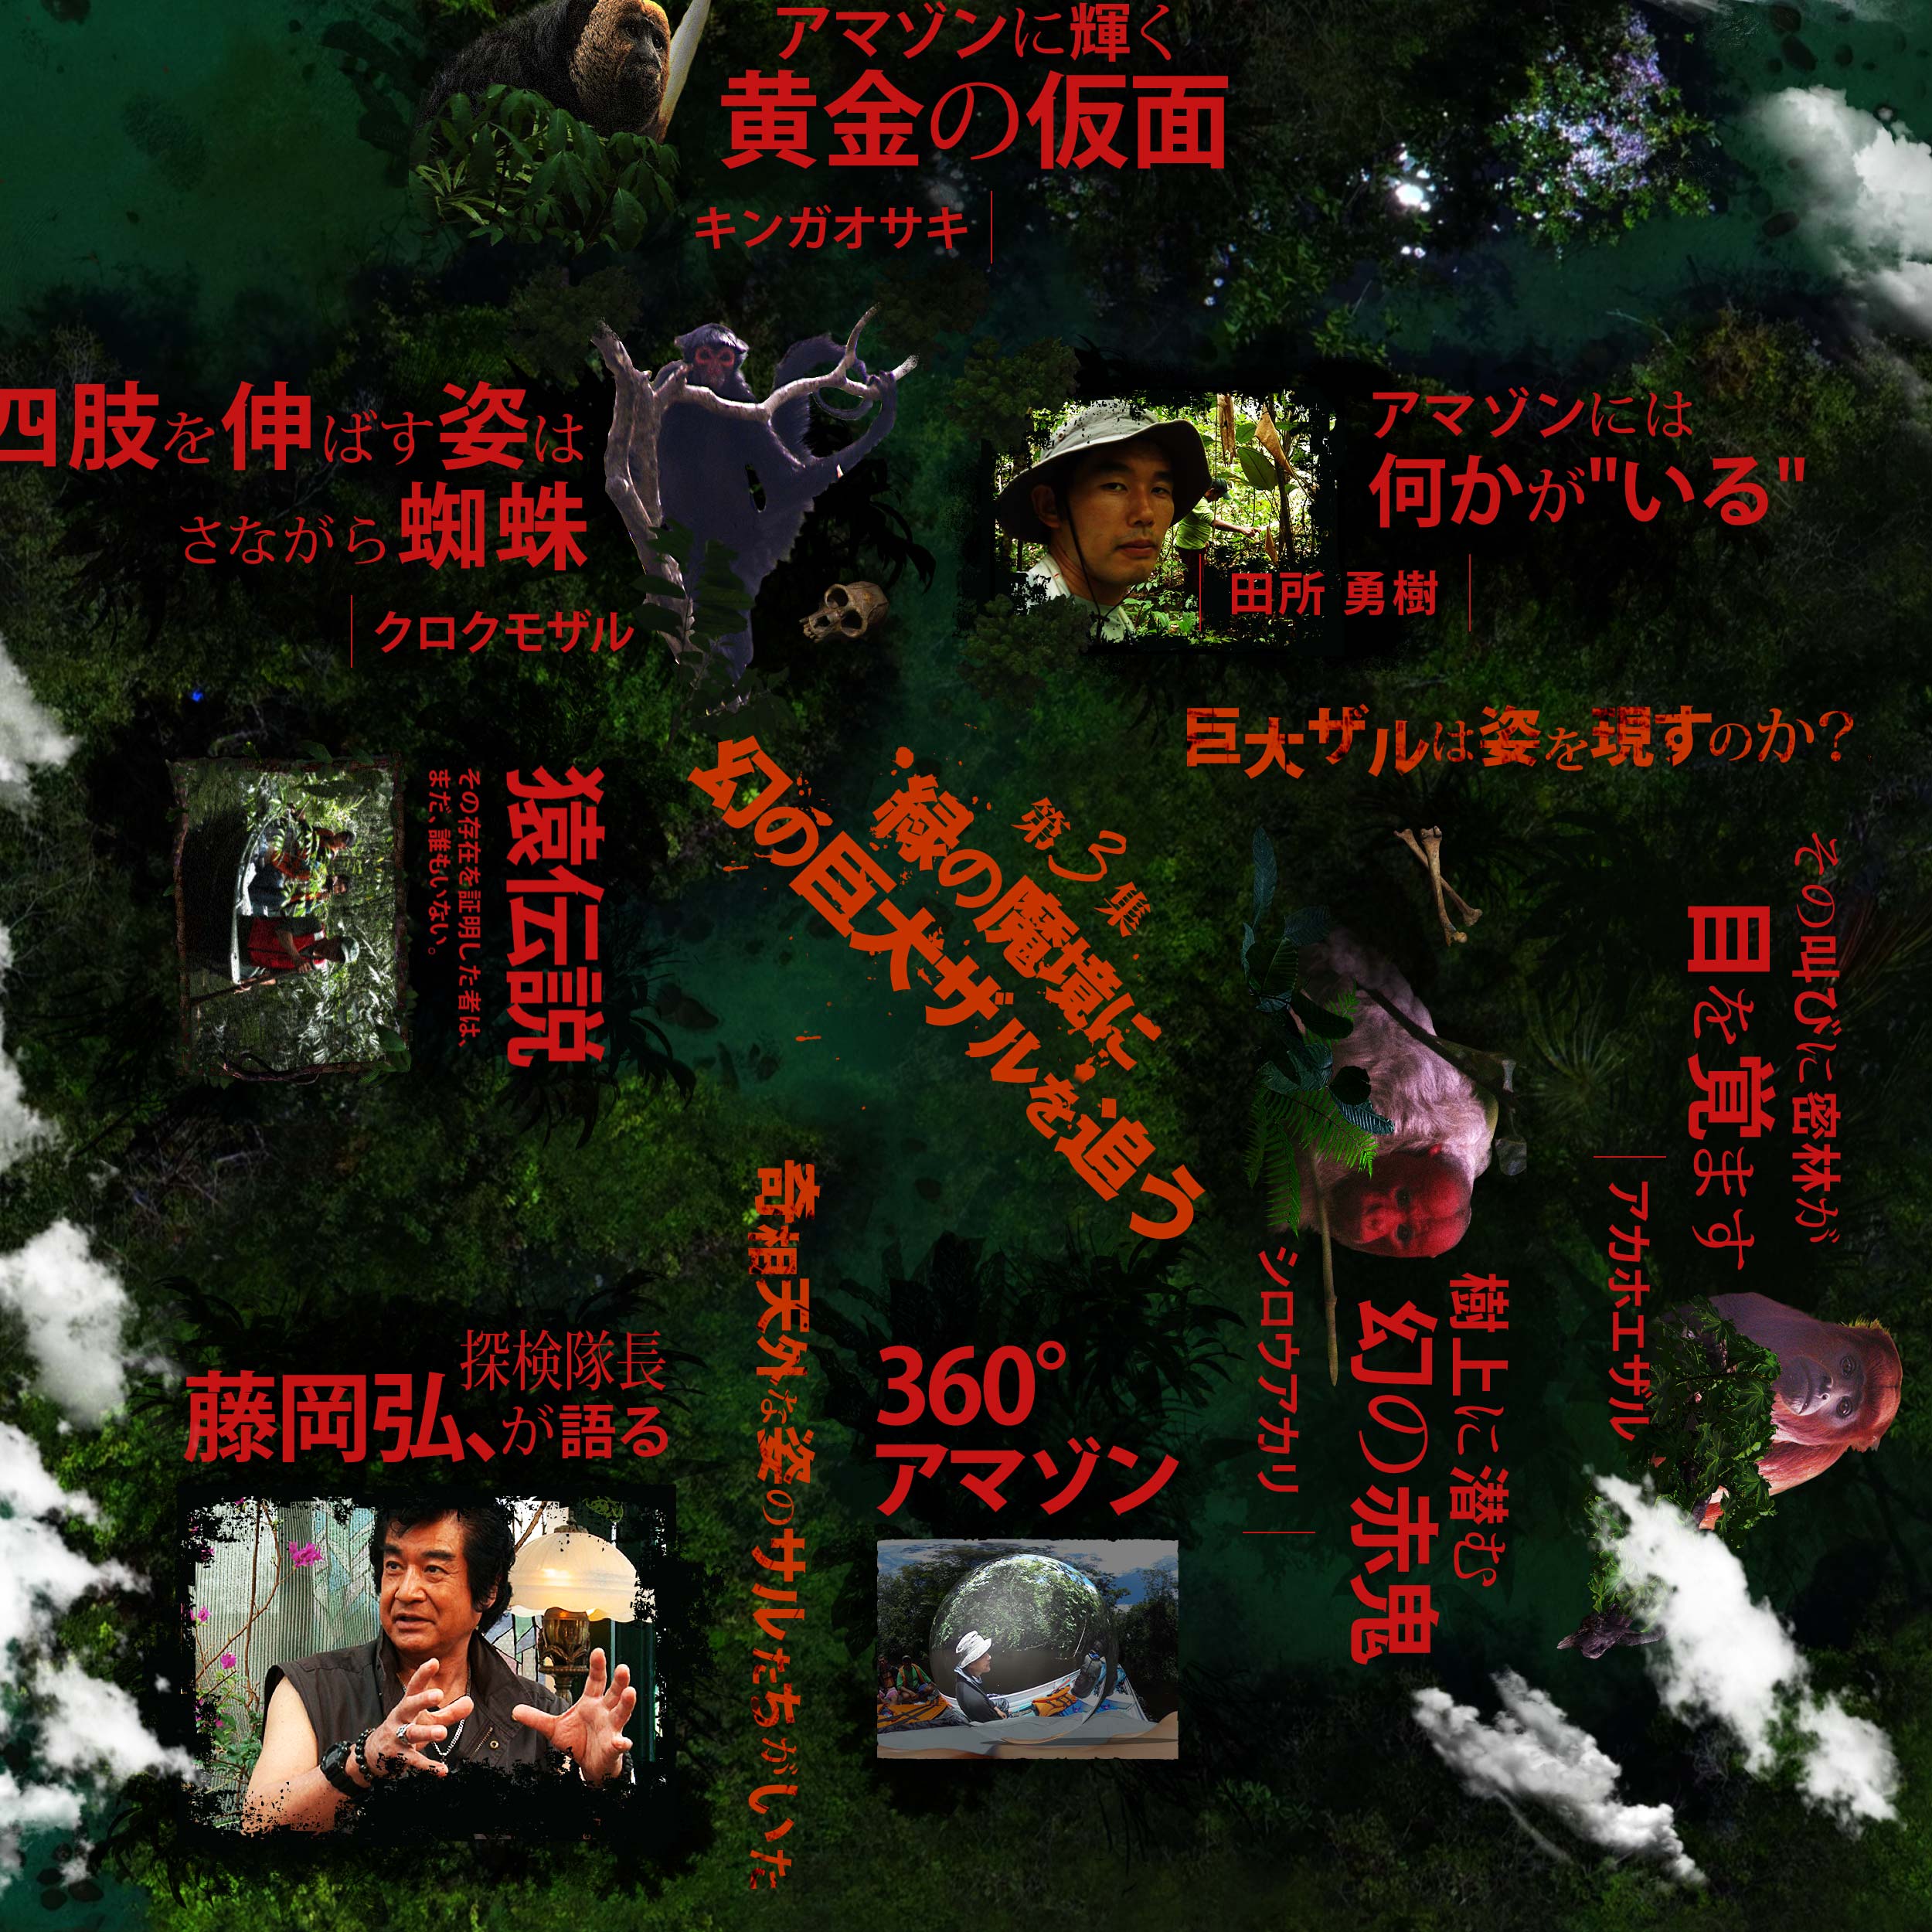 アマゾンに輝く
黄金の仮面
キンガオサキ
四肢を伸ばす姿は
さながら蜘蛛
クロクモザル
アマゾンには
何かが"いる"
田所 勇樹
巨大ザルは姿を現すのか?
猿伝説
その存在を証明した者は、
まだ、誰もいない。
第3集
緑の魔境に
幻の巨大ザルを追う
その叫びに密林が
目を覚ます
アカホエザル
樹上に潜む
幻の赤鬼
シロウアカリ
奇想天外な姿のサルたちがいた
探検隊長
藤岡弘、が語る
360°
アマゾン